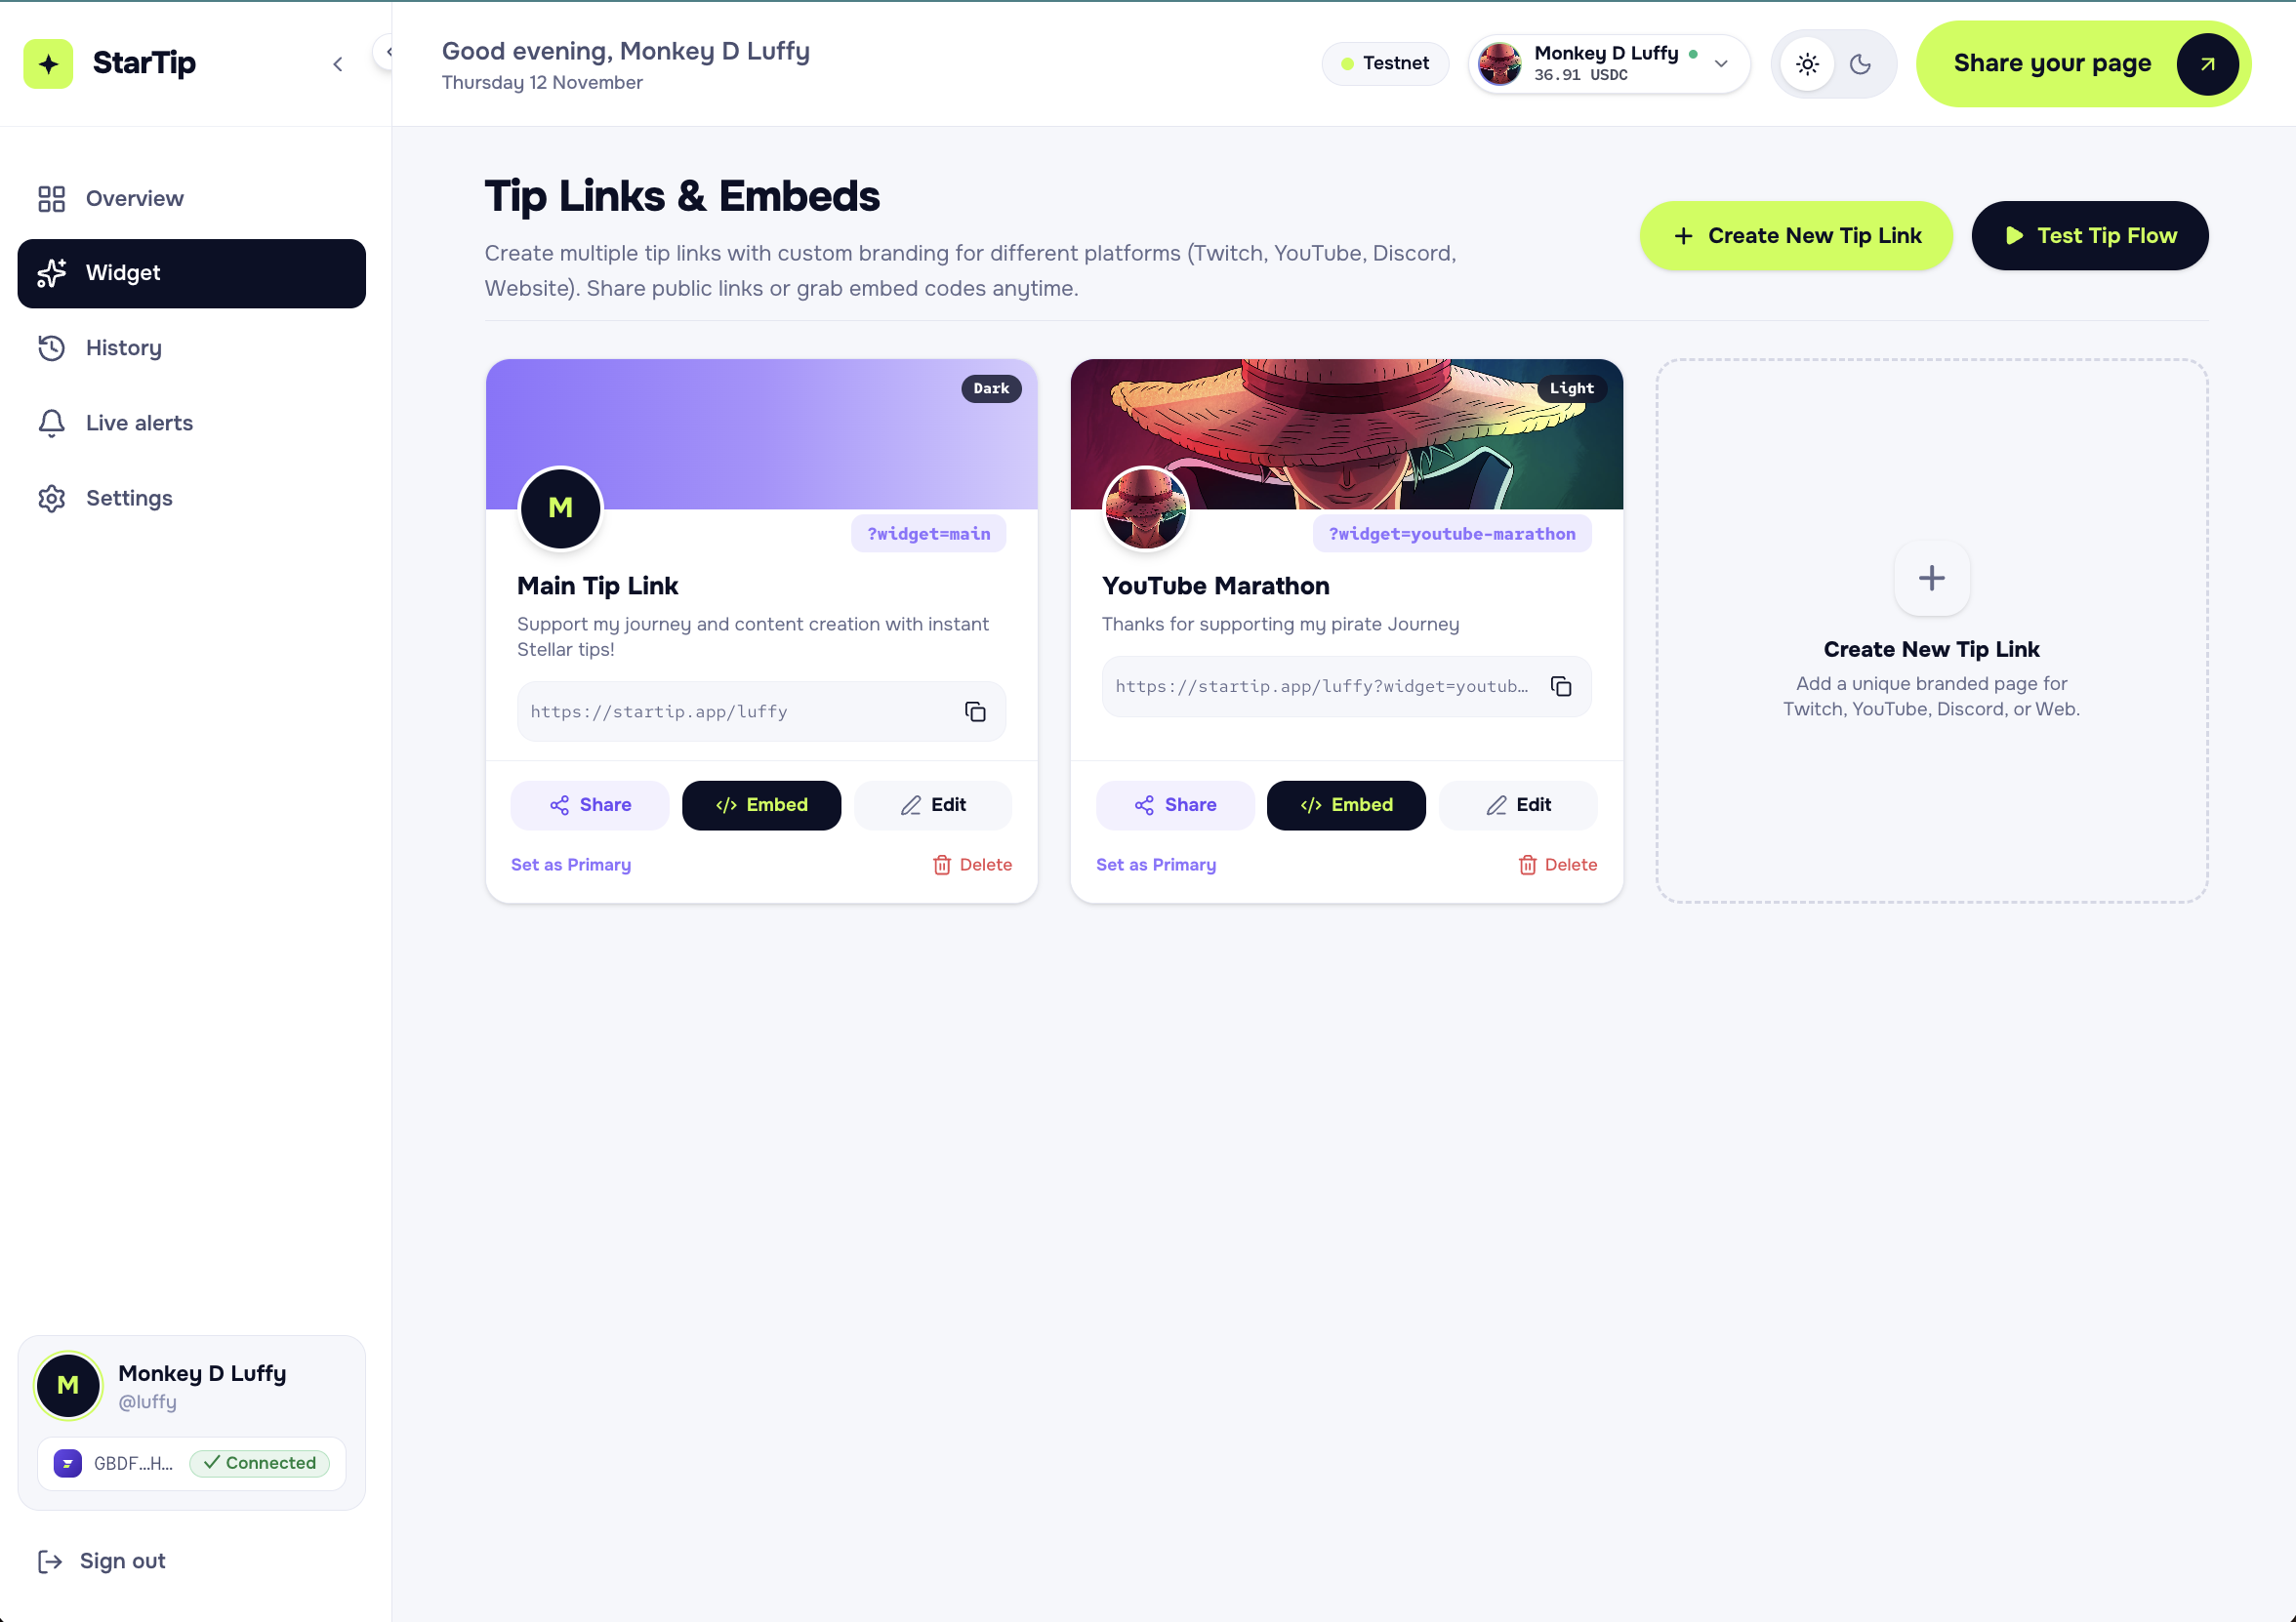 StarTip
Good evening, Monkey D Luffy
Thursday 12 November
Testnet
Monkey D Luffy
36.91 USDC
Share your page
Overview
Widget
History
Live alerts
Settings
Tip Links & Embeds
Create multiple tip links with custom branding for different platforms (Twitch, YouTube, Discord,
Website). Share public links or grab embed codes anytime.
Create New Tip Link
Test Tip Flow
Dark
M
?widget=main
Main Tip Link
Support my journey and content creation with instant
Stellar tips!
https://startip.app/luffy
Share
Embed
Edit
Set as Primary
Delete
Light
?widget=youtube-marathon
YouTube Marathon
Thanks for supporting my pirate Journey
https://startip.app/luffy?widget=youtub…
Share
Embed
Edit
Set as Primary
Delete
Create New Tip Link
Add a unique branded page for
Twitch, YouTube, Discord, or Web.
M
Monkey D Luffy
@luffy
GBDF…H…
Connected
Sign out